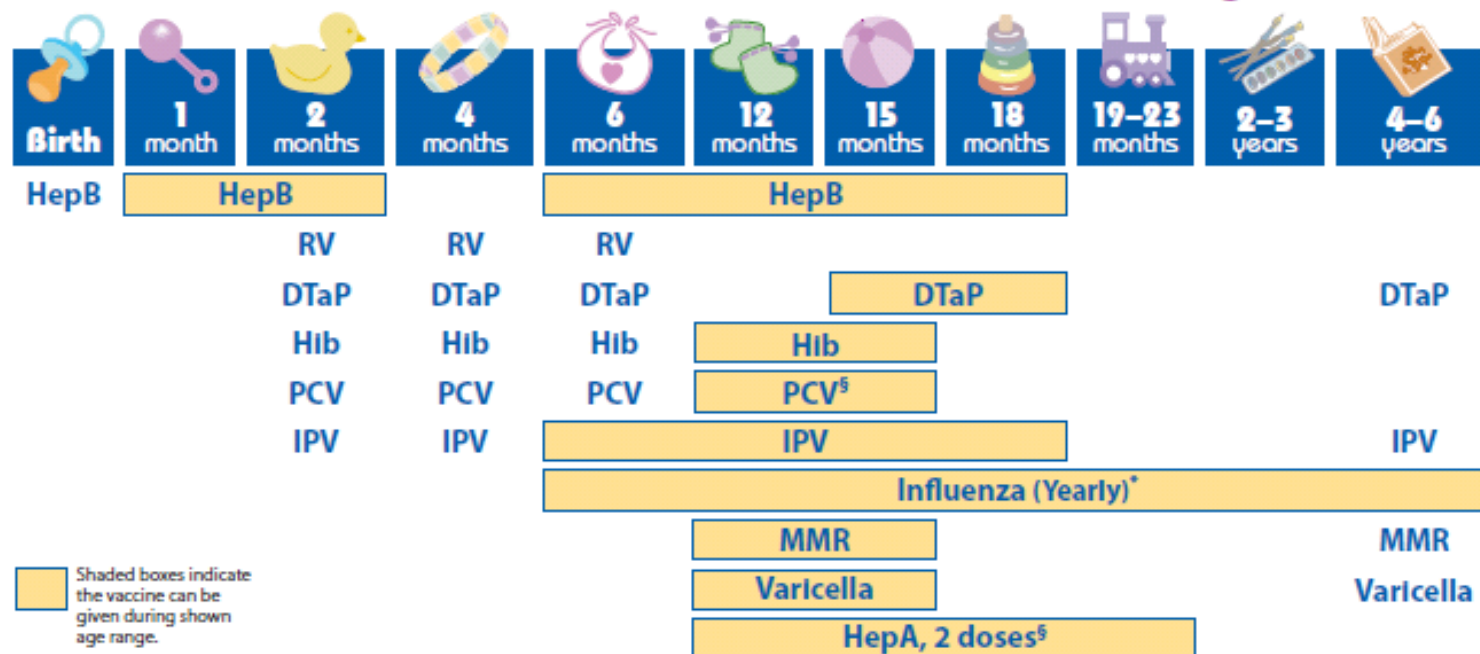 Birth
1 month
2 months
4 months
6 months
12 months
15 months
18 months
19–23 months
2–3 years
4–6 years
HepB HepB HepB
RV RV RV
DTaP DTaP DTaP DTaP DTaP
Hib Hib Hib Hib
PCV PCV PCV PCV§
IPV IPV IPV IPV
Influenza (Yearly)*
MMR MMR
Varicella Varicella
HepA, 2 doses§
Shaded boxes indicate
the vaccine can be
given during shown
age range.